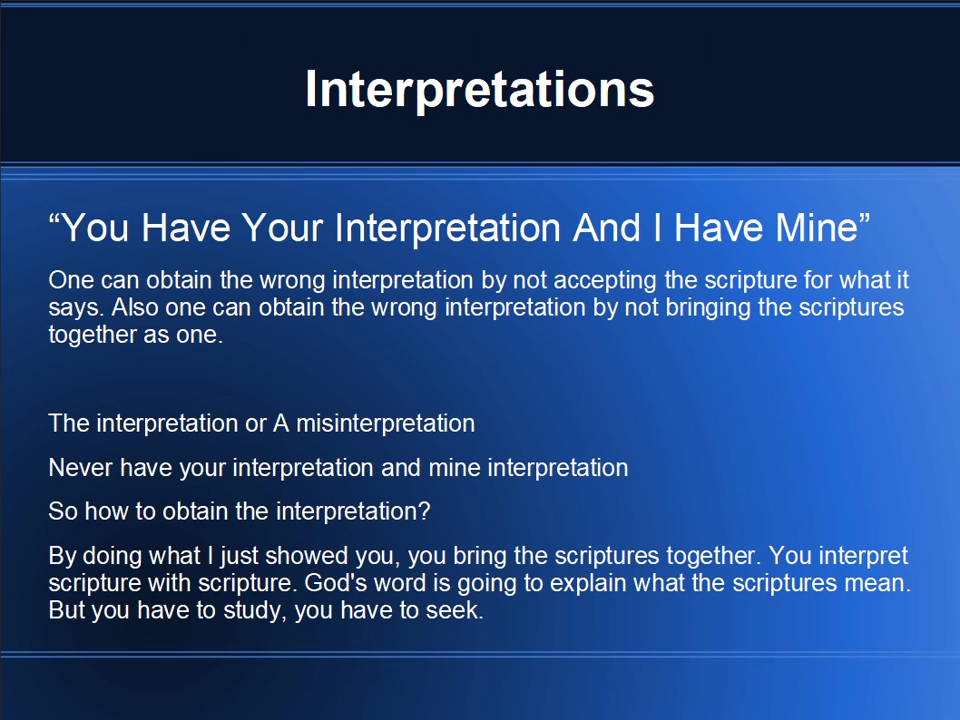 Interpretations
“You Have Your Interpretation And I Have Mine”
One can obtain the wrong interpretation by not accepting the scripture for what it
says. Also one can obtain the wrong interpretation by not bringing the scriptures
together as one.
The interpretation or A misinterpretation
Never have your interpretation and mine interpretation
So how to obtain the interpretation?
By doing what I just showed you, you bring the scriptures together. You interpret
scripture with scripture. God's word is going to explain what the scriptures mean.
But you have to study, you have to seek.